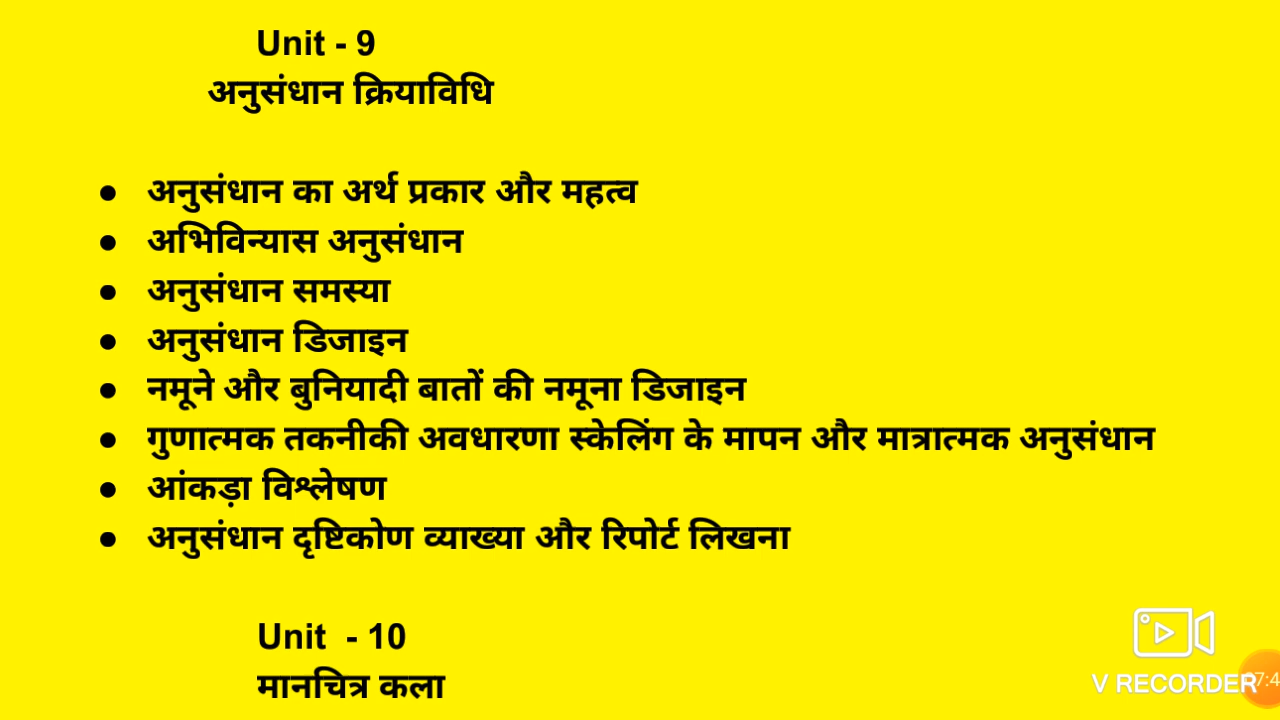 Unit - 9
अनुसंधान क्रियाविधि
● अनुसंधान का अर्थ प्रकार और महत्व
● अभिविन्यास अनुसंधान
● अनुसंधान समस्या
● अनुसंधान डिजाइन
● नमूने और बुनियादी बातों की नमूना डिजाइन
● गुणात्मक तकनीकी अवधारणा स्केलिंग के मापन और मात्रात्मक अनुसंधान
● आंकड़ा विश्लेषण
● अनुसंधान दृष्टिकोण व्याख्या और रिपोर्ट लिखना
Unit - 10
मानचित्र कला
V RECORDER